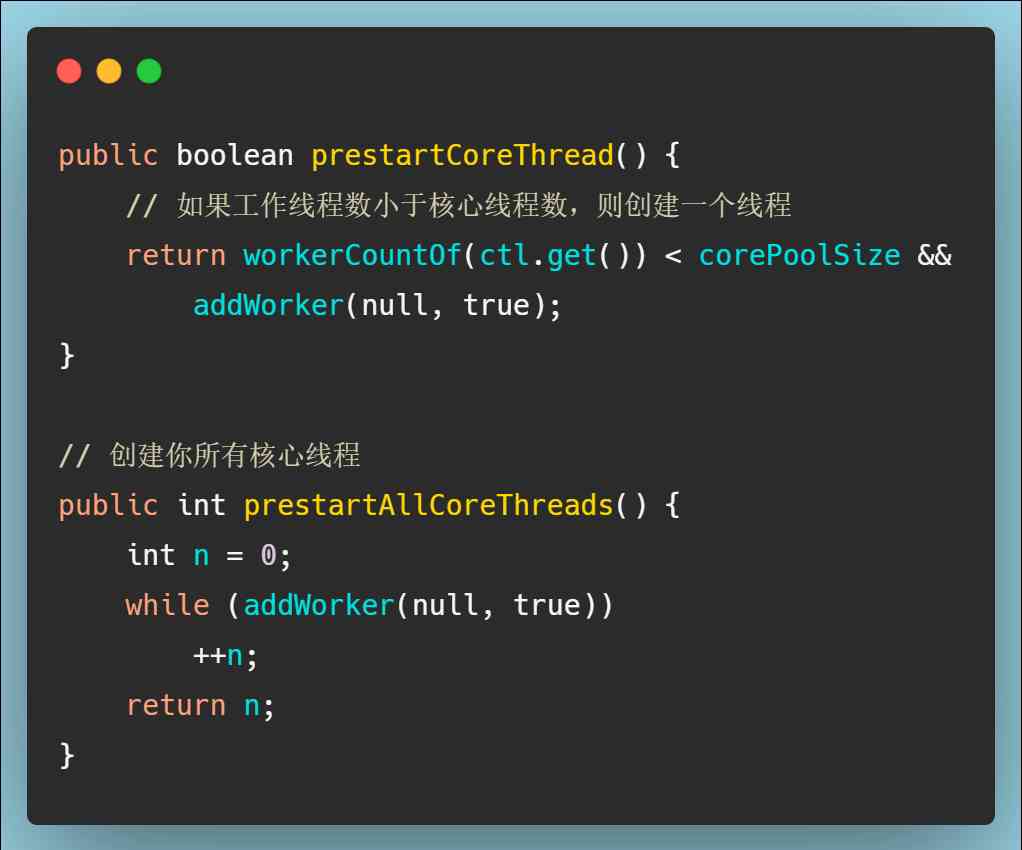 public boolean prestartCoreThread() {
// 如果工作线程数小于核心线程数，则创建一个线程
return workerCountOf(ctl.get()) < corePoolSize &&
addWorker(null, true);
}
// 创建你所有核心线程
public int prestartAllCoreThreads() {
int n = 0;
while (addWorker(null, true))
++n;
return n;
}